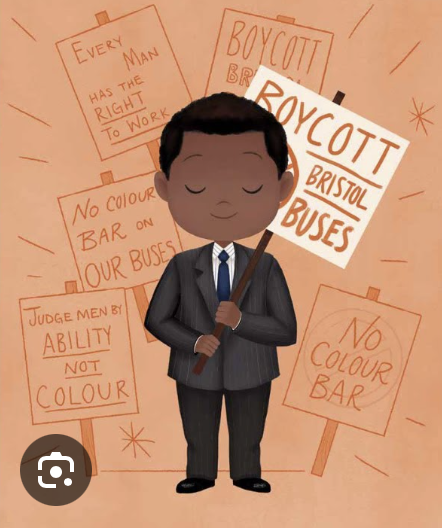 EVERY MAN
HAS THE
RIGHT
TO WORK
BOYCOTT
BOYCOTT
BRISTOL
BUSES
NO COLOUR
BAR ON
OUR BUSES
JUDGE MEN BY
ABILITY
NOT
COLOUR
NO
COLOUR
BAR